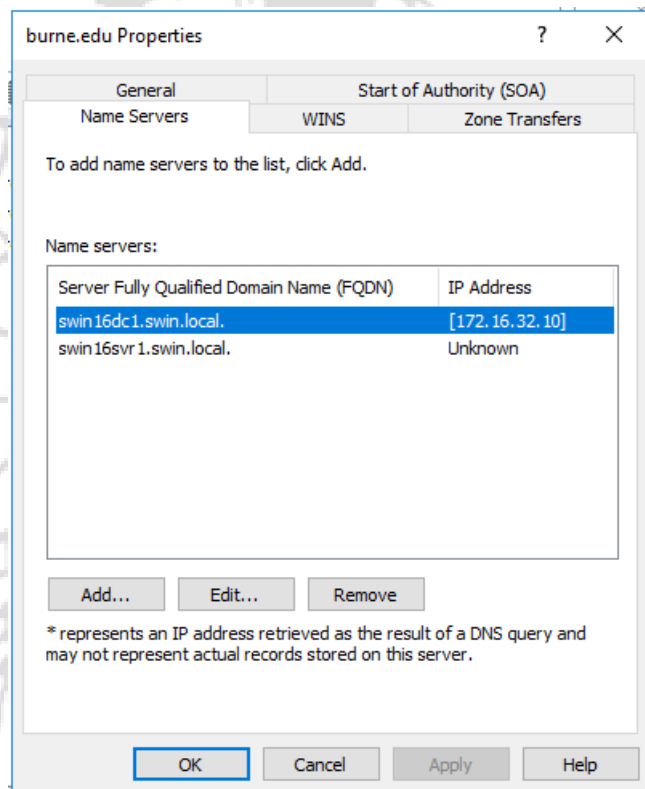 burne.edu Properties
?
General
Start of Authority (SOA)
Name Servers
WINS
Zone Transfers
To add name servers to the list, click Add.
Name servers:
Server Fully Qualified Domain Name (FQDN) IP Address
swin16dc1.swin.local. [172.16.32.10]
swin16svr1.swin.local. Unknown
Add... Edit... Remove
* represents an IP address retrieved as the result of a DNS query and
may not represent actual records stored on this server.
OK Cancel Apply Help